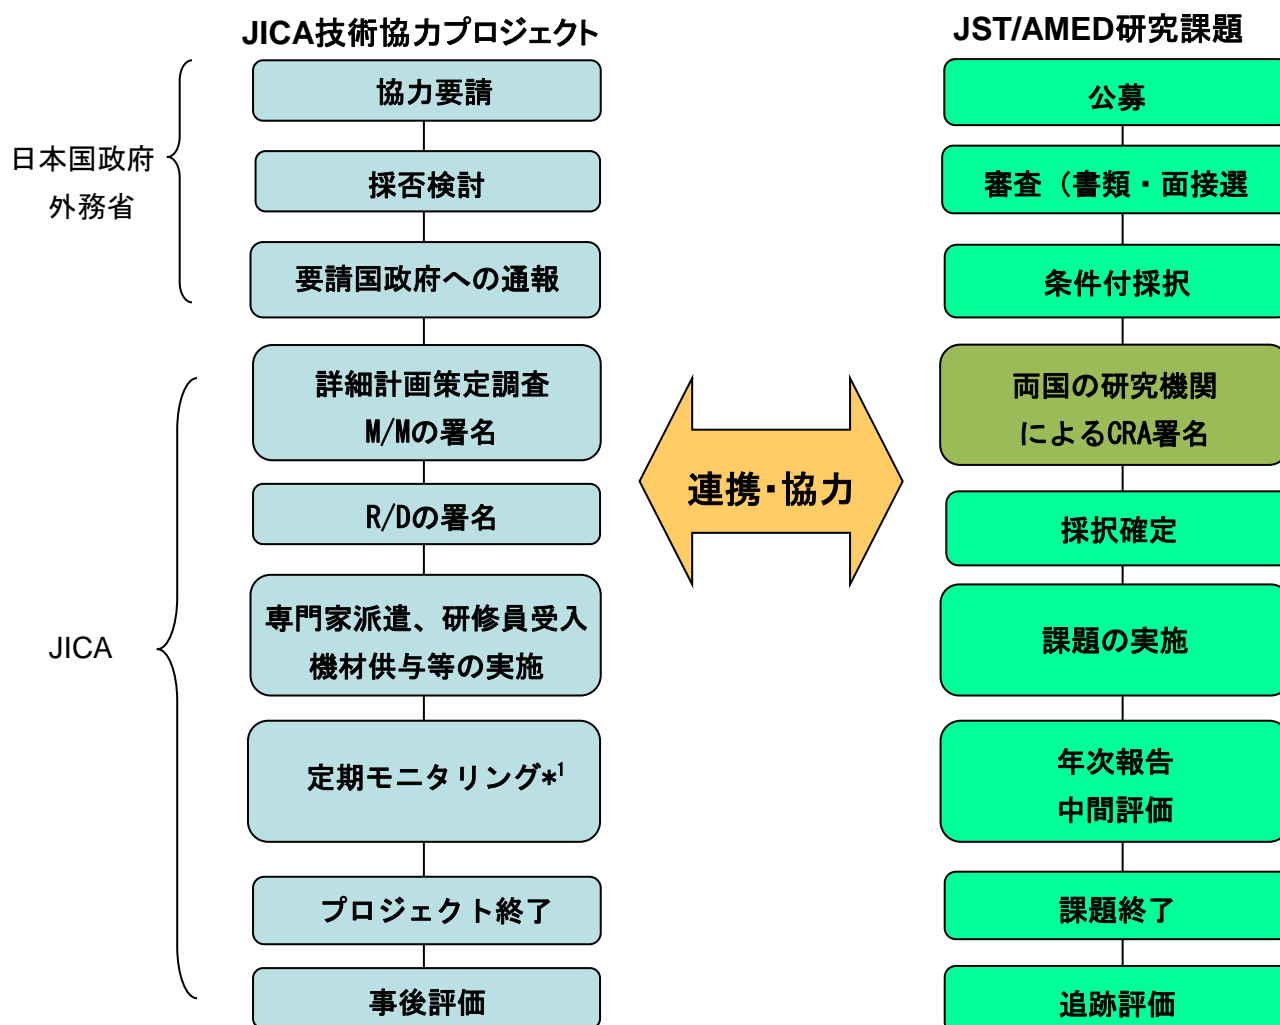 JICA技術協力プロジェクト
協力要請
採否検討
要請国政府への通報
詳細計画策定調査
M/Mの署名
R/Dの署名
専門家派遣、研修員受入
機材供与等の実施
定期モニタリング*1
プロジェクト終了
事後評価
日本国政府
外務省
JICA
連携・協力
JST/AMED研究課題
公募
審査（書類・面接選
条件付採択
両国の研究機関
によるCRA署名
採択確定
課題の実施
年次報告
中間評価
課題終了
追跡評価